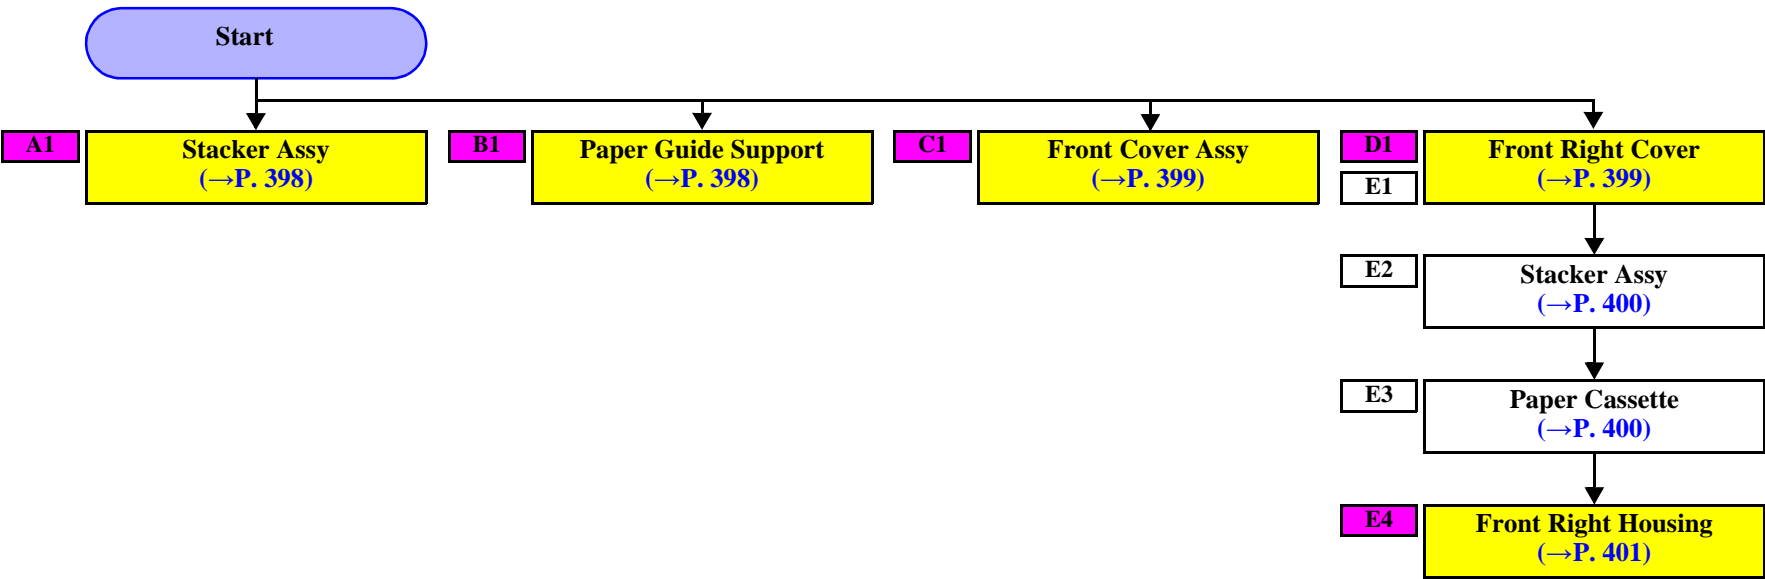 Start
A1
Stacker Assy
(→P. 398)
B1
Paper Guide Support
(→P. 398)
C1
Front Cover Assy
(→P. 399)
D1
E1
Front Right Cover
(→P. 399)
E2
Stacker Assy
(→P. 400)
E3
Paper Cassette
(→P. 400)
E4
Front Right Housing
(→P. 401)